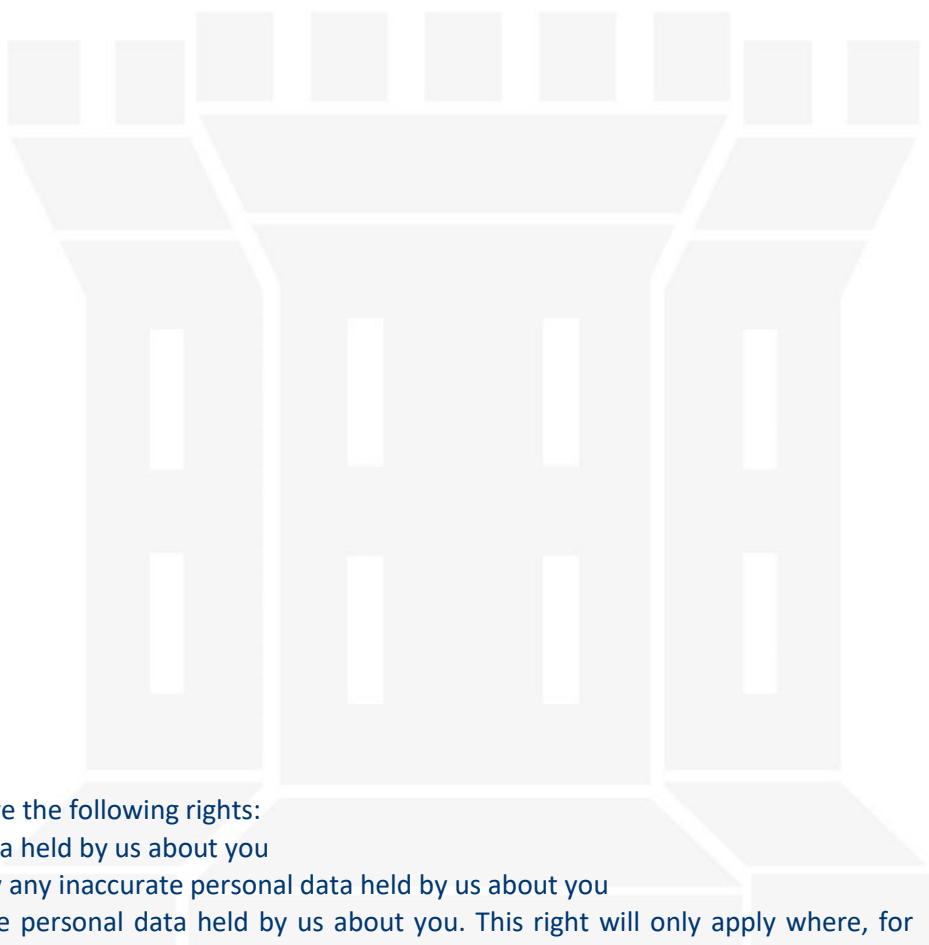 the following rights:
held by us about you
any inaccurate personal data held by us about you
personal data held by us about you. This right will only apply where, for